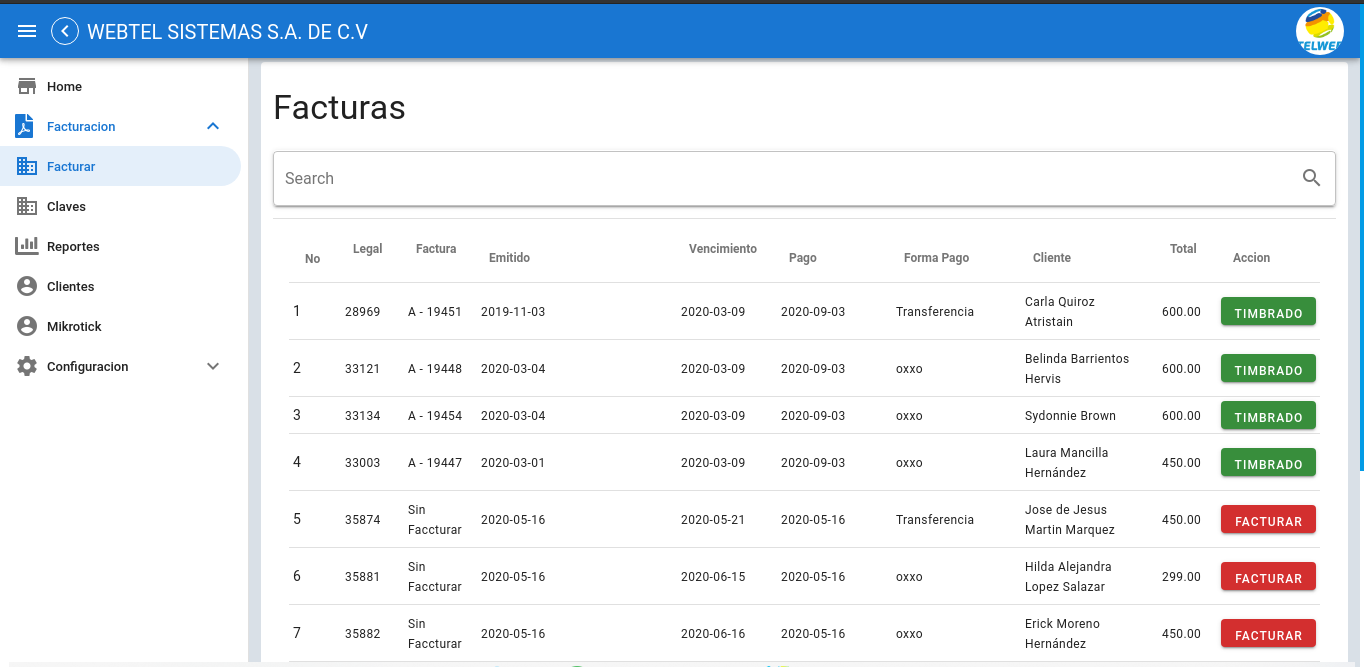 WEBTEL SISTEMAS S.A. DE C.V
Home
Facturacion
Facturar
Claves
Reportes
Clientes
Mikrotick
Configuracion
Facturas
Search
No Legal Factura Emitido Vencimiento Pago Forma Pago Cliente Total Accion
1 28969 A - 19451 2019-11-03 2020-03-09 2020-09-03 Transferencia Carla Quiroz Atristain 600.00 TIMBRADO
2 33121 A - 19448 2020-03-04 2020-03-09 2020-09-03 oxxo Belinda Barrientos Hervis 600.00 TIMBRADO
3 33134 A - 19454 2020-03-04 2020-03-09 2020-09-03 oxxo Sydonnie Brown 600.00 TIMBRADO
4 33003 A - 19447 2020-03-01 2020-03-09 2020-09-03 oxxo Laura Mancilla Hernández 450.00 TIMBRADO
5 35874 Sin Faccturar 2020-05-16 2020-05-21 2020-05-16 Transferencia Jose de Jesus Martin Marquez 450.00 FACTURAR
6 35881 Sin Faccturar 2020-05-16 2020-06-15 2020-05-16 oxxo Hilda Alejandra Lopez Salazar 299.00 FACTURAR
7 35882 Sin Faccturar 2020-05-16 2020-06-16 2020-05-16 oxxo Erick Moreno Hernández 450.00 FACTURAR